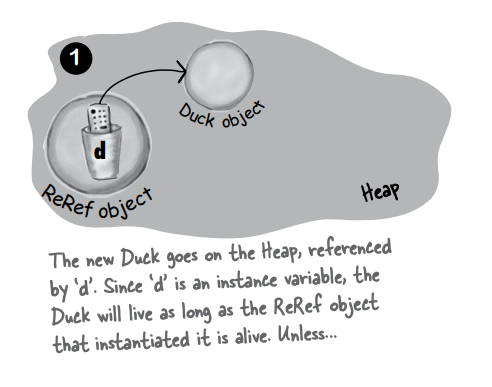 1
Duck object
d
ReRef object
Heap
The new Duck goes on the Heap, referenced
by ‘d’. Since ‘d’ is an instance variable, the
Duck will live as long as the ReRef object
that instantiated it is alive. Unless...